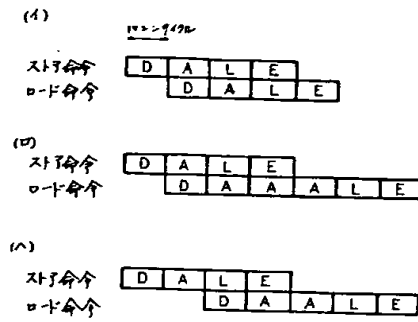 (イ)
1マシンサイクル
ストア命令 D A L E
ロード命令 D A L E
(ロ)
ストア命令 D A L E
ロード命令 D A A A L E
(ハ)
ストア命令 D A L E
ロード命令 D A A L E